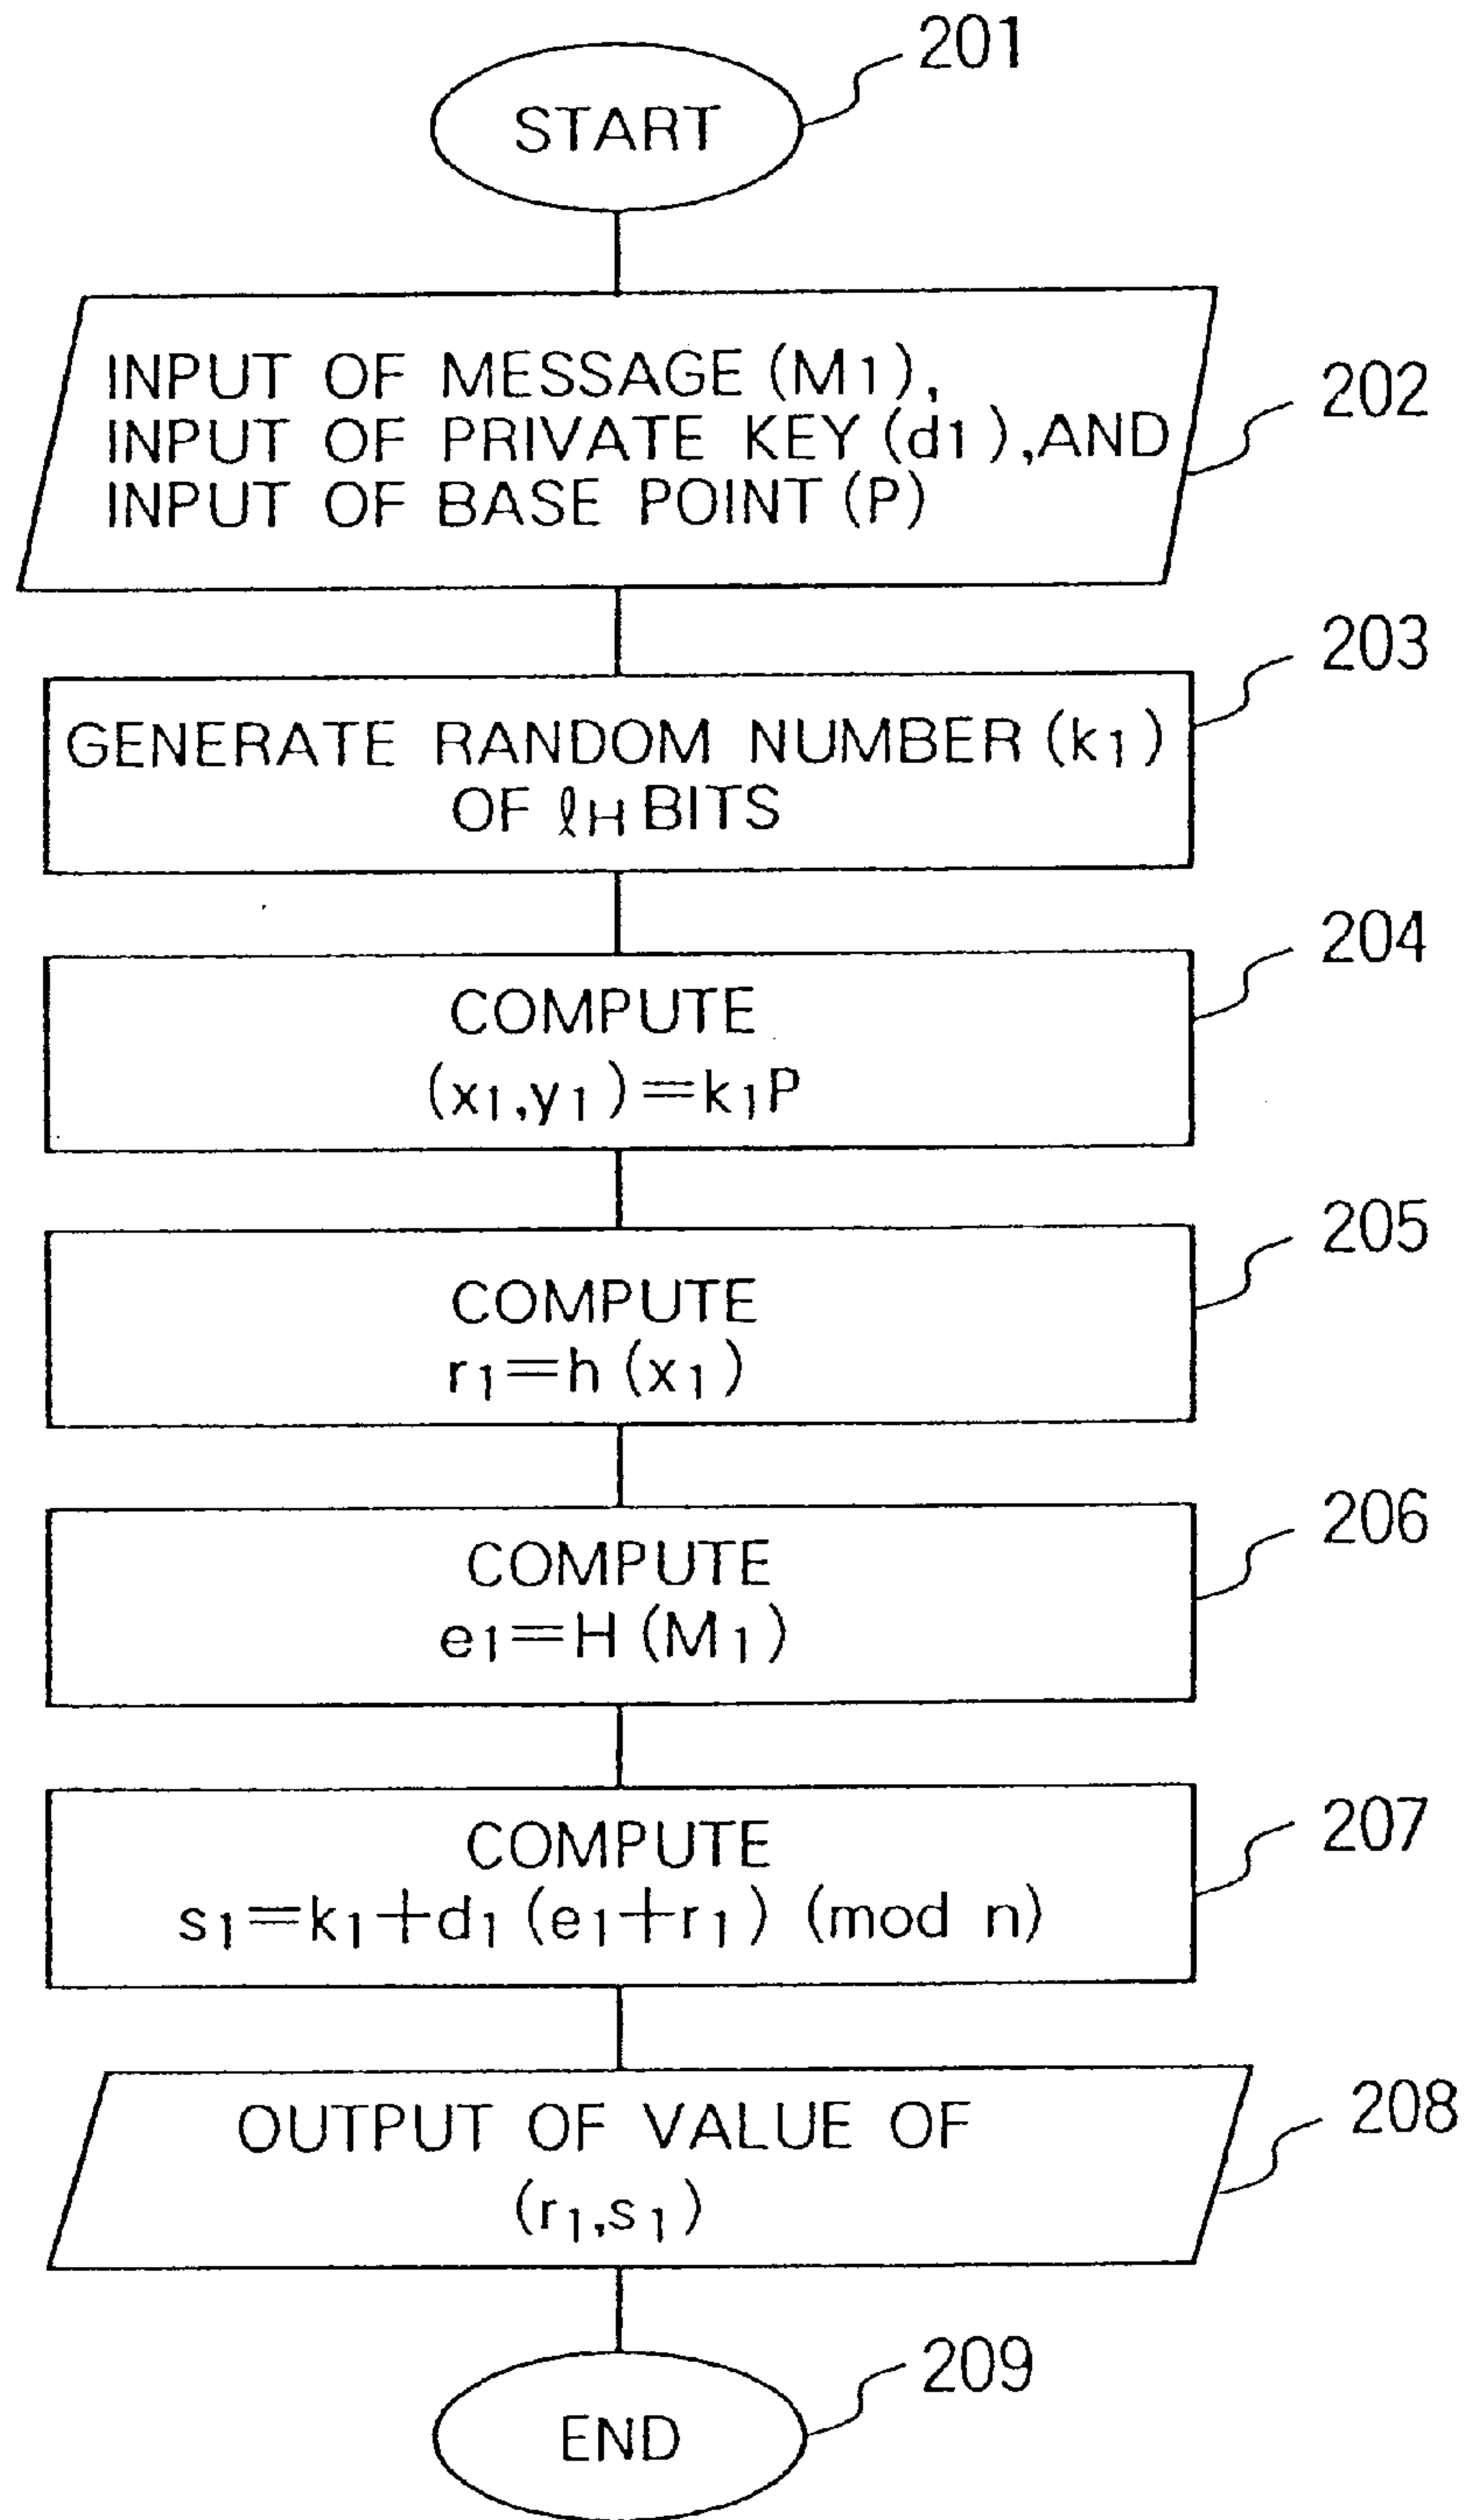 201
START
INPUT OF MESSAGE (M1),
INPUT OF PRIVATE KEY (d1), AND
INPUT OF BASE POINT (P)
202
GENERATE RANDOM NUMBER (k1)
OF ℓH BITS
203
COMPUTE
(x1,y1)=k1P
204
COMPUTE
r1=h (x1)
205
COMPUTE
e1=H (M1)
206
COMPUTE
s1=k1+d1 (e1+r1) (mod n)
207
OUTPUT OF VALUE OF
(r1,s1)
208
END
209